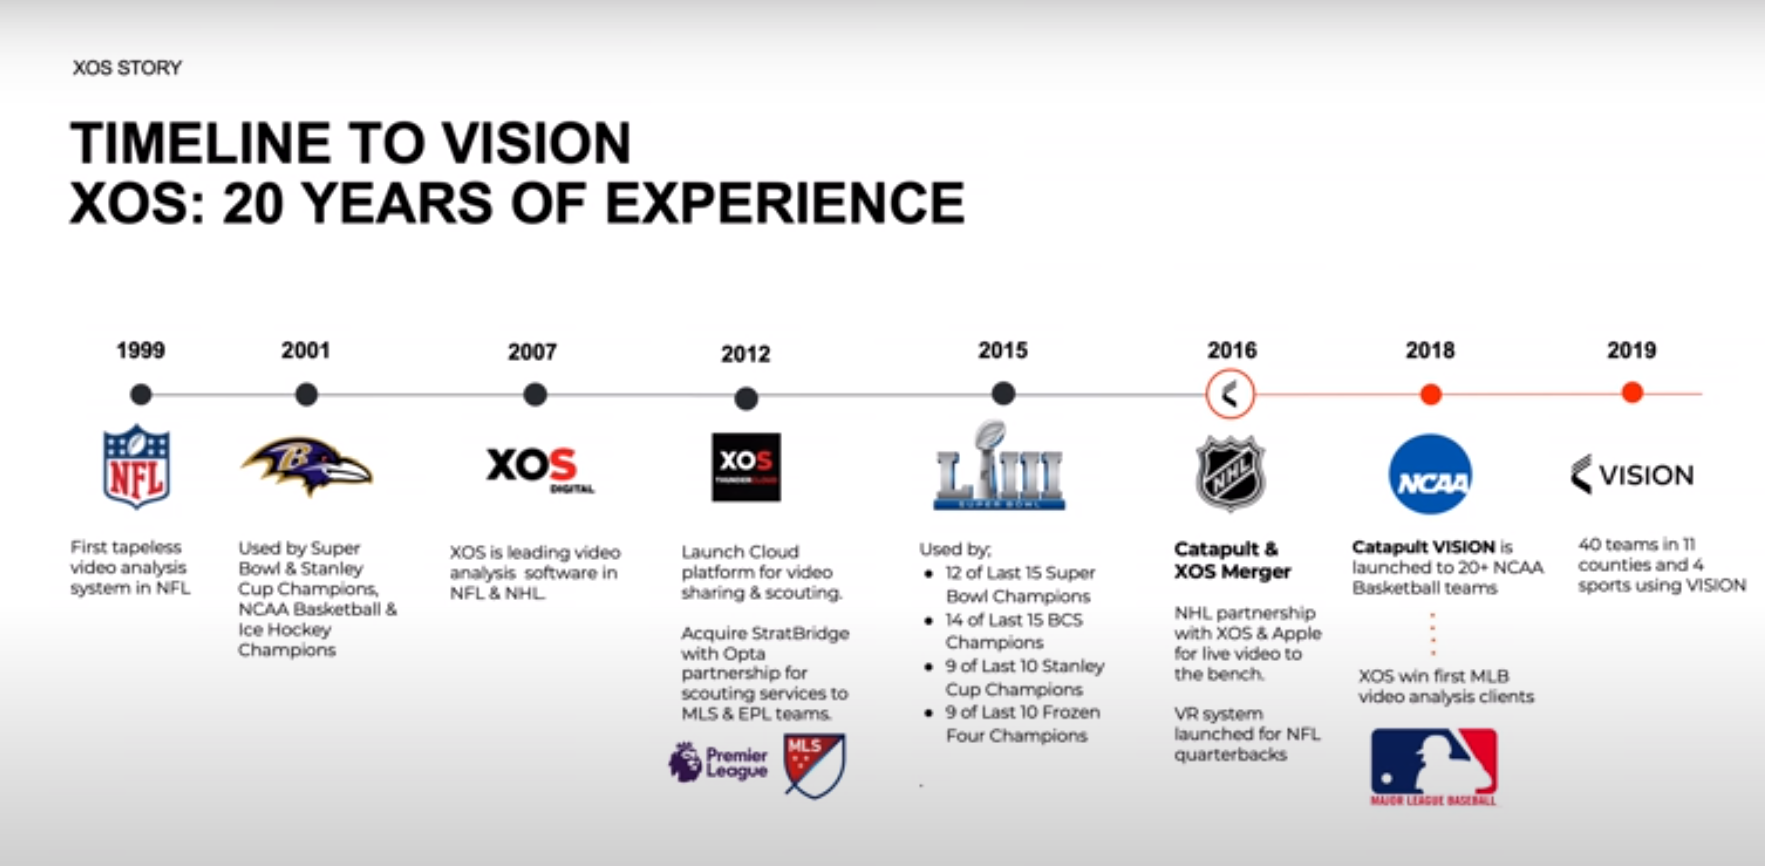 XOS STORY
TIMELINE TO VISION
XOS: 20 YEARS OF EXPERIENCE
1999
NFL
First tapeless
video analysis
system in NFL
2001
B
Used by Super
Bowl & Stanley
Cup Champions,
NCAA Basketball &
Ice Hockey
Champions
2007
XOS
DIGITAL
XOS is leading video
analysis software in
NFL & NHL.
2012
XOS
THUNDERCLOUD
Launch Cloud
platform for video
sharing & scouting.
Acquire StratBridge
with Opta
partnership for
scouting services to
MLS & EPL teams.
Premier
League
MLS
2015
LIII
SUPER BOWL
Used by;
• 12 of Last 15 Super
Bowl Champions
• 14 of Last 15 BCS
Champions
• 9 of Last 10 Stanley
Cup Champions
• 9 of Last 10 Frozen
Four Champions
2016
NHL
Catapult &
XOS Merger
NHL partnership
with XOS & Apple
for live video to
the bench.
VR system
launched for NFL
quarterbacks
2018
NCAA
Catapult VISION is
launched to 20+ NCAA
Basketball teams
XOS win first MLB
video analysis clients
MAJOR LEAGUE BASEBALL
2019
VISION
40 teams in 11
counties and 4
sports using VISION